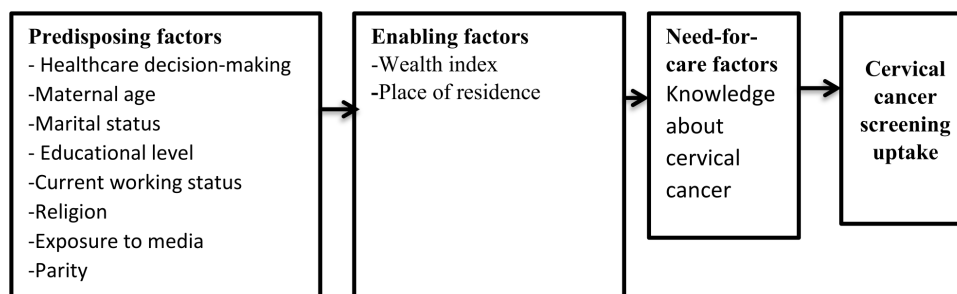 Predisposing factors
- Healthcare decision-making
-Maternal age
-Marital status
- Educational level
-Current working status
-Religion
-Exposure to media
-Parity
Enabling factors
-Wealth index
-Place of residence
Need-for-
care factors
Knowledge
about
cervical
cancer
Cervical
cancer
screening
uptake